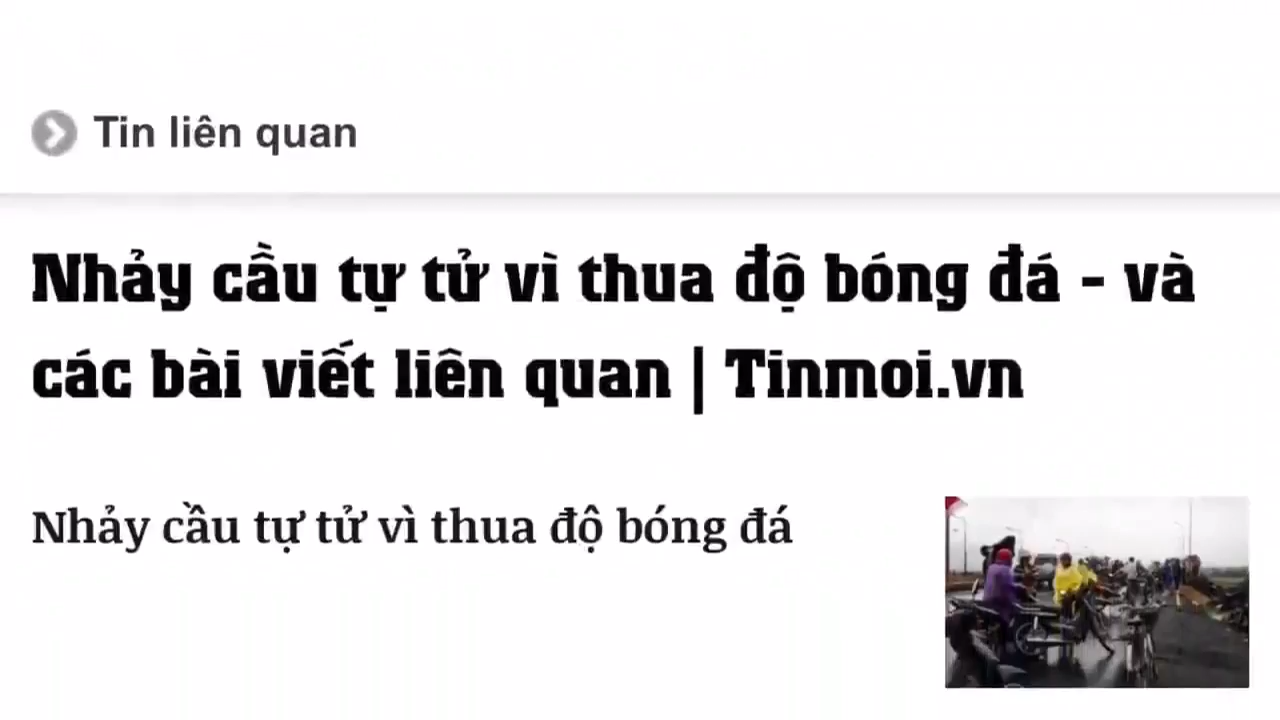 Tin liên quan
Nhảy cầu tự tử vì thua độ bóng đá - và
các bài viết liên quan | Tinmoi.vn
Nhảy cầu tự tử vì thua độ bóng đá